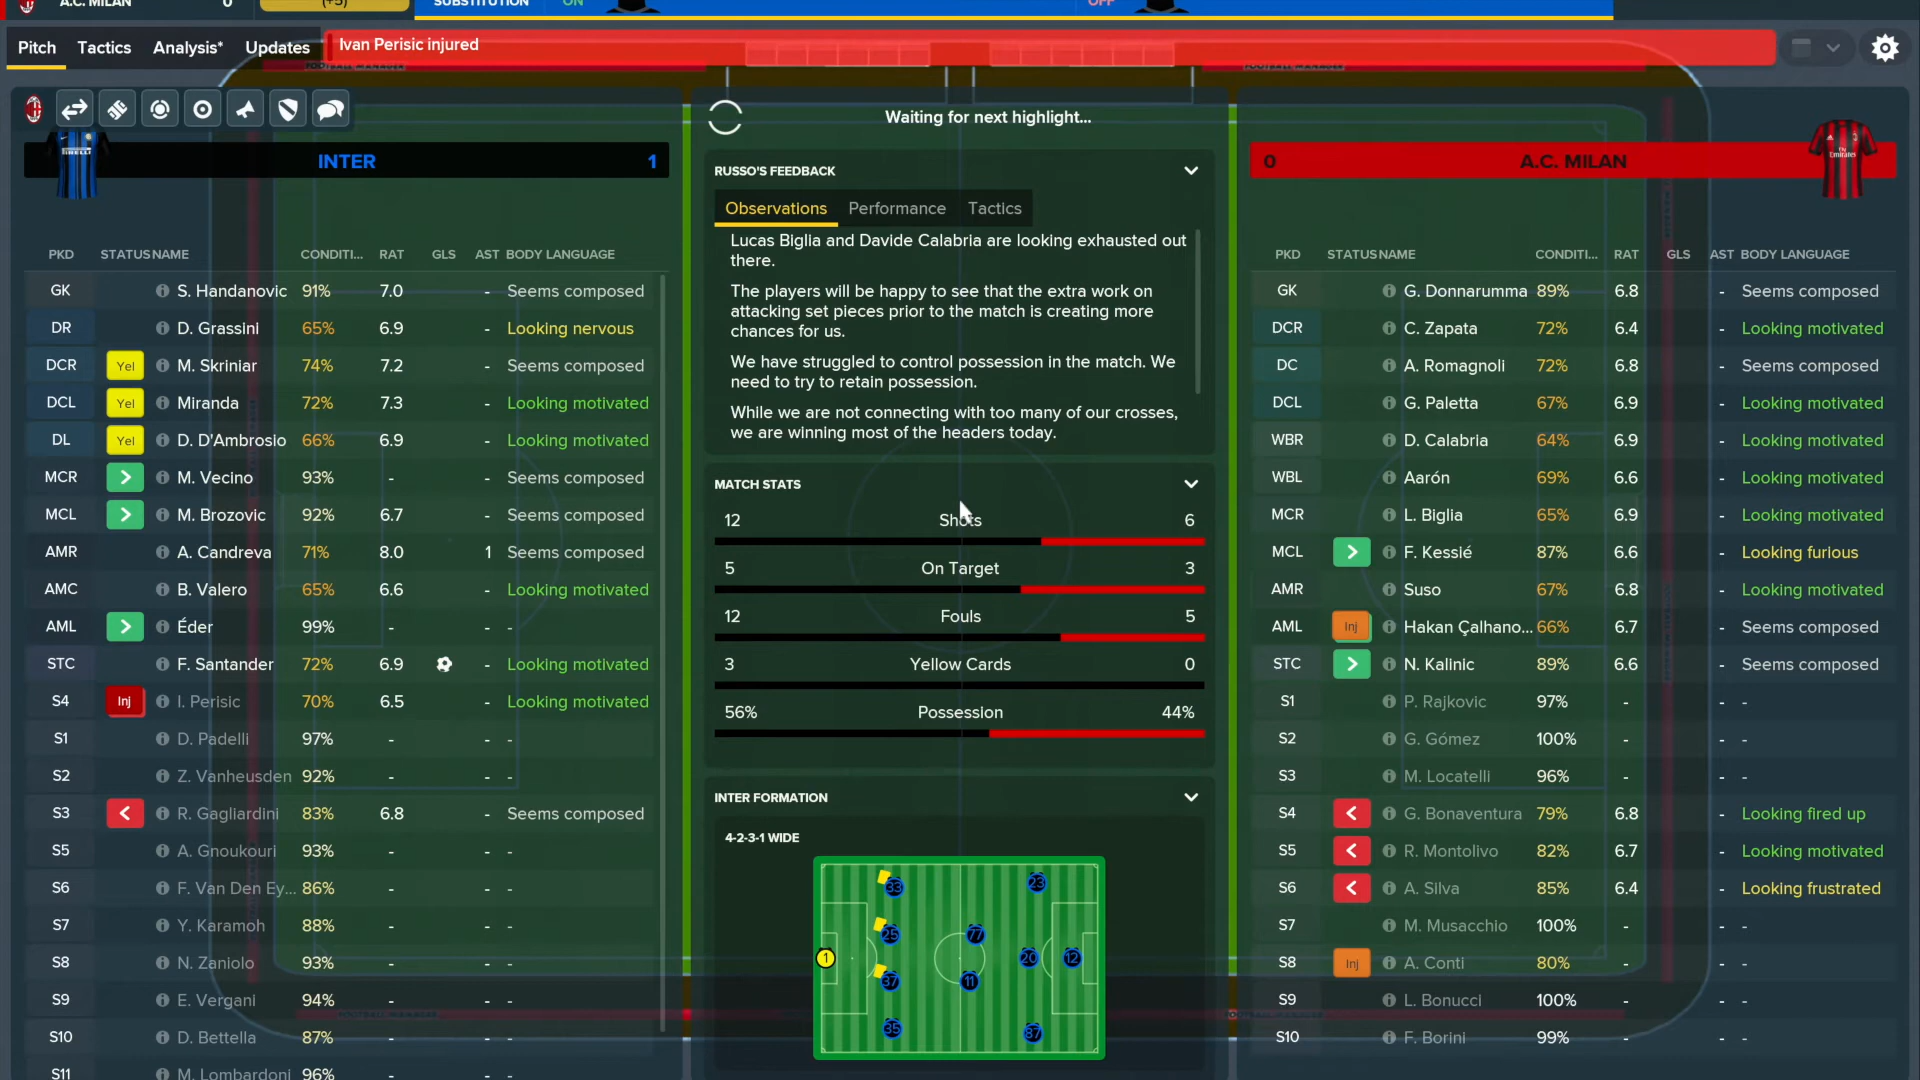 A.C. MILAN 0 (+5) SUBSTITUTION ON OFF
Pitch Tactics Analysis* Updates Ivan Perisic injured
Waiting for next highlight...
INTER 1
PKD STATUS NAME CONDITI... RAT GLS AST BODY LANGUAGE
GK S. Handanovic 91% 7.0 - Seems composed
DR D. Grassini 65% 6.9 - Looking nervous
DCR Yel M. Skriniar 74% 7.2 - Seems composed
DCL Yel Miranda 72% 7.3 - Looking motivated
DL Yel D. D'Ambrosio 66% 6.9 - Looking motivated
MCR M. Vecino 93% - - Seems composed
MCL M. Brozovic 92% 6.7 - Seems composed
AMR A. Candreva 71% 8.0 1 Seems composed
AMC B. Valero 65% 6.6 - Looking motivated
AML Éder 99% - - - -
STC F. Santander 72% 6.9 - Looking motivated
S4 Inj I. Perisic 70% 6.5 - Looking motivated
S1 D. Padelli 97% - - - -
S2 Z. Vanheusden 92% - - - -
S3 R. Gagliardini 83% 6.8 - Seems composed
S5 A. Gnoukouri 93% - - - -
S6 F. Van Den Ey... 86% - - - -
S7 Y. Karamoh 88% - - - -
S8 N. Zaniolo 93% - - - -
S9 E. Vergani 94% - - - -
S10 D. Bettella 87% - - - -
S11 M. Lombardoni 96% - - - -
RUSSO'S FEEDBACK
Observations Performance Tactics
Lucas Biglia and Davide Calabria are looking exhausted out
there.
The players will be happy to see that the extra work on
attacking set pieces prior to the match is creating more
chances for us.
We have struggled to control possession in the match. We
need to try to retain possession.
While we are not connecting with too many of our crosses,
we are winning most of the headers today.
MATCH STATS
12 Shots 6
5 On Target 3
12 Fouls 5
3 Yellow Cards 0
56% Possession 44%
INTER FORMATION
4-2-3-1 WIDE
33 23
25 77
1 20 12
37 11
35 87
0 A.C. MILAN
PKD STATUS NAME CONDITI... RAT GLS AST BODY LANGUAGE
GK G. Donnarumma 89% 6.8 - Seems composed
DCR C. Zapata 72% 6.4 - Looking motivated
DC A. Romagnoli 72% 6.8 - Seems composed
DCL G. Paletta 67% 6.9 - Looking motivated
WBR D. Calabria 64% 6.9 - Looking motivated
WBL Aarón 69% 6.6 - Looking motivated
MCR L. Biglia 65% 6.9 - Looking motivated
MCL F. Kessié 87% 6.6 - Looking furious
AMR Suso 67% 6.8 - Looking motivated
AML Inj Hakan Çalhano... 66% 6.7 - Seems composed
STC N. Kalinic 89% 6.6 - Seems composed
S1 P. Rajkovic 97% - - -
S2 G. Gómez 100% - - -
S3 M. Locatelli 96% - - -
S4 G. Bonaventura 79% 6.8 - Looking fired up
S5 R. Montolivo 82% 6.7 - Looking motivated
S6 A. Silva 85% 6.4 - Looking frustrated
S7 M. Musacchio 100% - - -
S8 Inj A. Conti 80% - - -
S9 L. Bonucci 100% - - -
S10 F. Borini 99% - - -